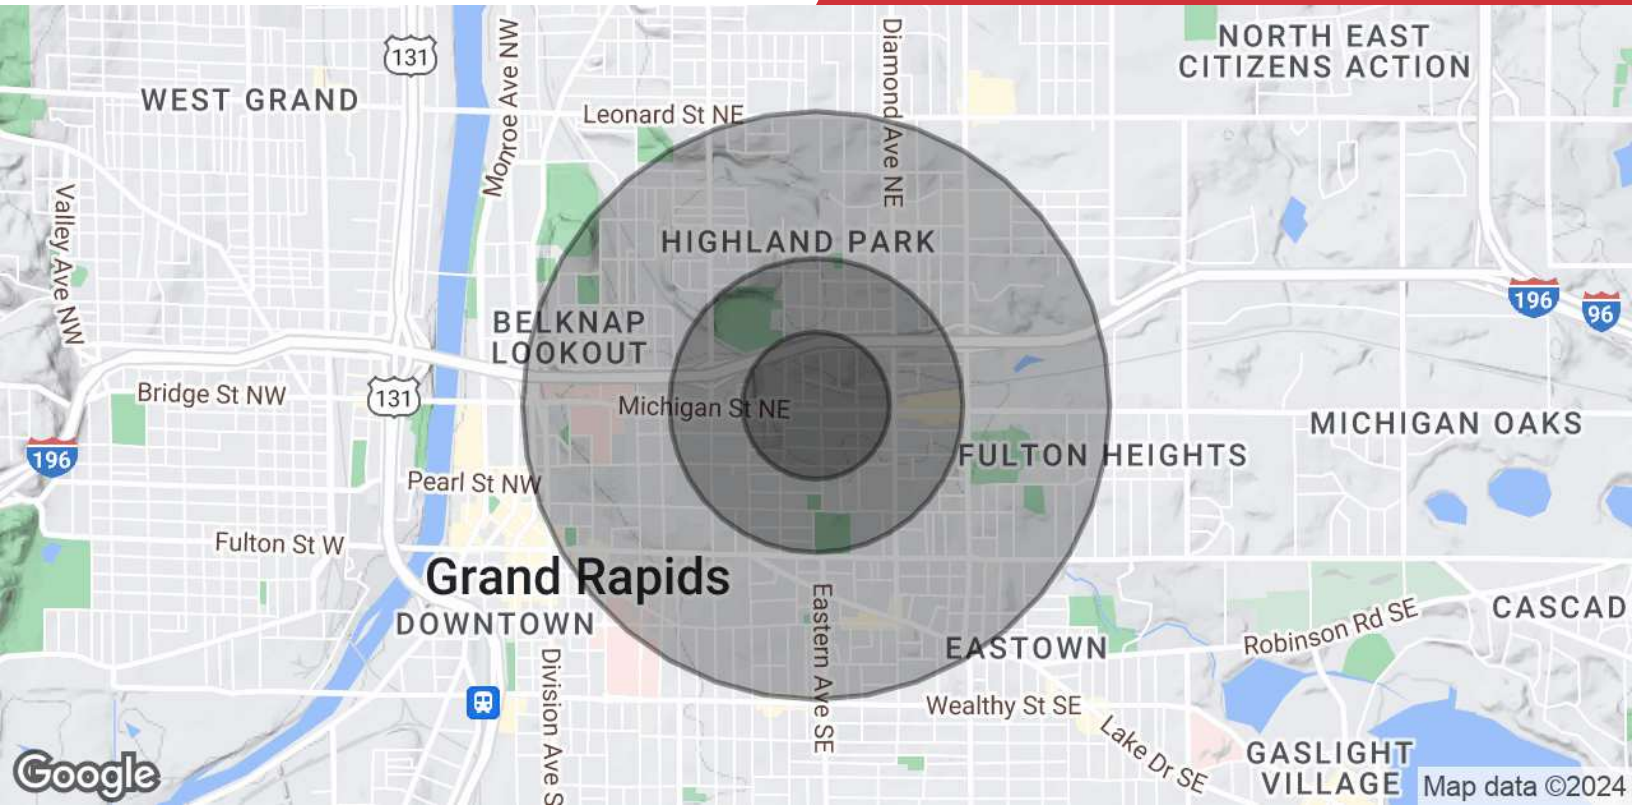 NORTH EAST
CITIZENS ACTION
131
WEST GRAND
Monroe Ave NW
Diamond Ave NE
Leonard St NE
Valley Ave NW
HIGHLAND PARK
196
96
BELKNAP
LOOKOUT
Bridge St NW
131
Michigan St NE
MICHIGAN OAKS
196
FULTON HEIGHTS
Pearl St NW
Fulton St W
Grand Rapids
DOWNTOWN
Eastern Ave SE
EASTOWN
Robinson Rd SE
CASCAD
Division Ave S
Wealthy St SE
Lake Dr SE
GASLIGHT
VILLAGE
Google
Map data ©2024